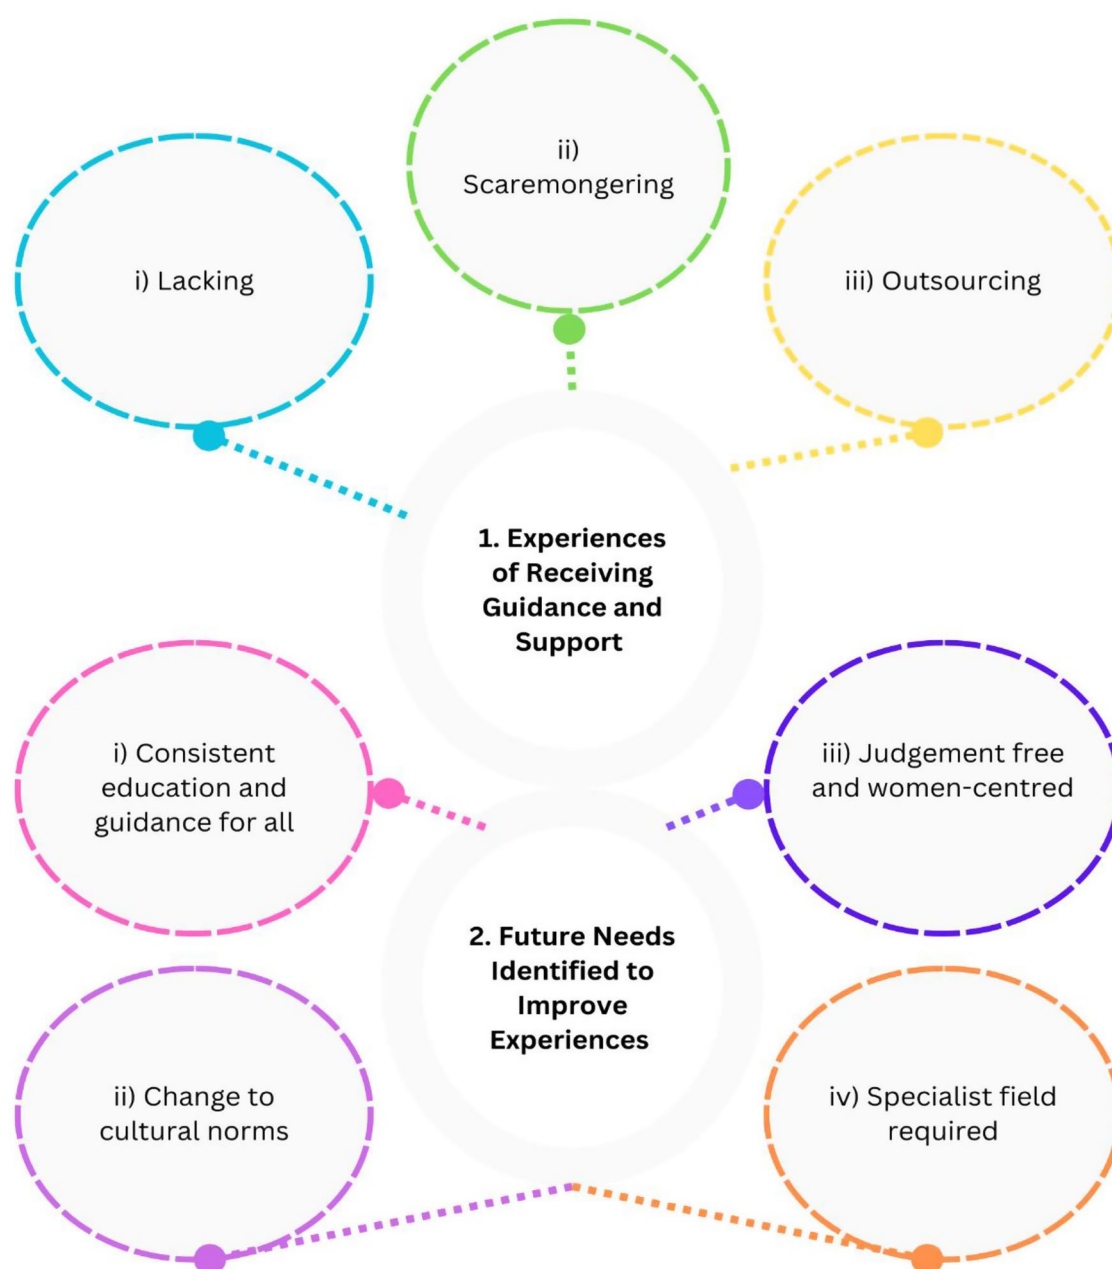 ii)
Scaremongering
i) Lacking
iii) Outsourcing
1. Experiences
of Receiving
Guidance and
Support
i) Consistent
education and
guidance for all
iii) Judgement free
and women-centred
2. Future Needs
Identified to
Improve
Experiences
ii) Change to
cultural norms
iv) Specialist field
required